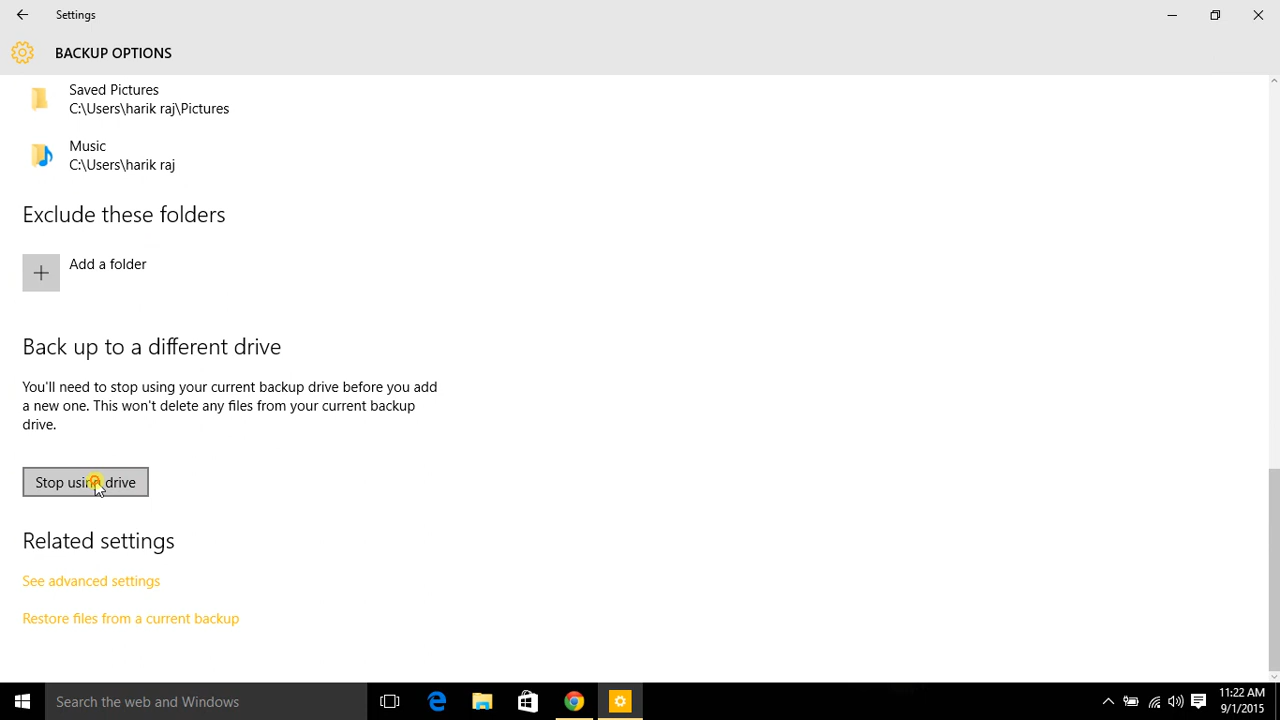 Settings
BACKUP OPTIONS
Saved Pictures
C:\Users\harik raj\Pictures
Music
C:\Users\harik raj
Exclude these folders
Add a folder
Back up to a different drive
You'll need to stop using your current backup drive before you add
a new one. This won't delete any files from your current backup
drive.
Stop using drive
Related settings
See advanced settings
Restore files from a current backup
Search the web and Windows
11:22 AM
9/1/2015